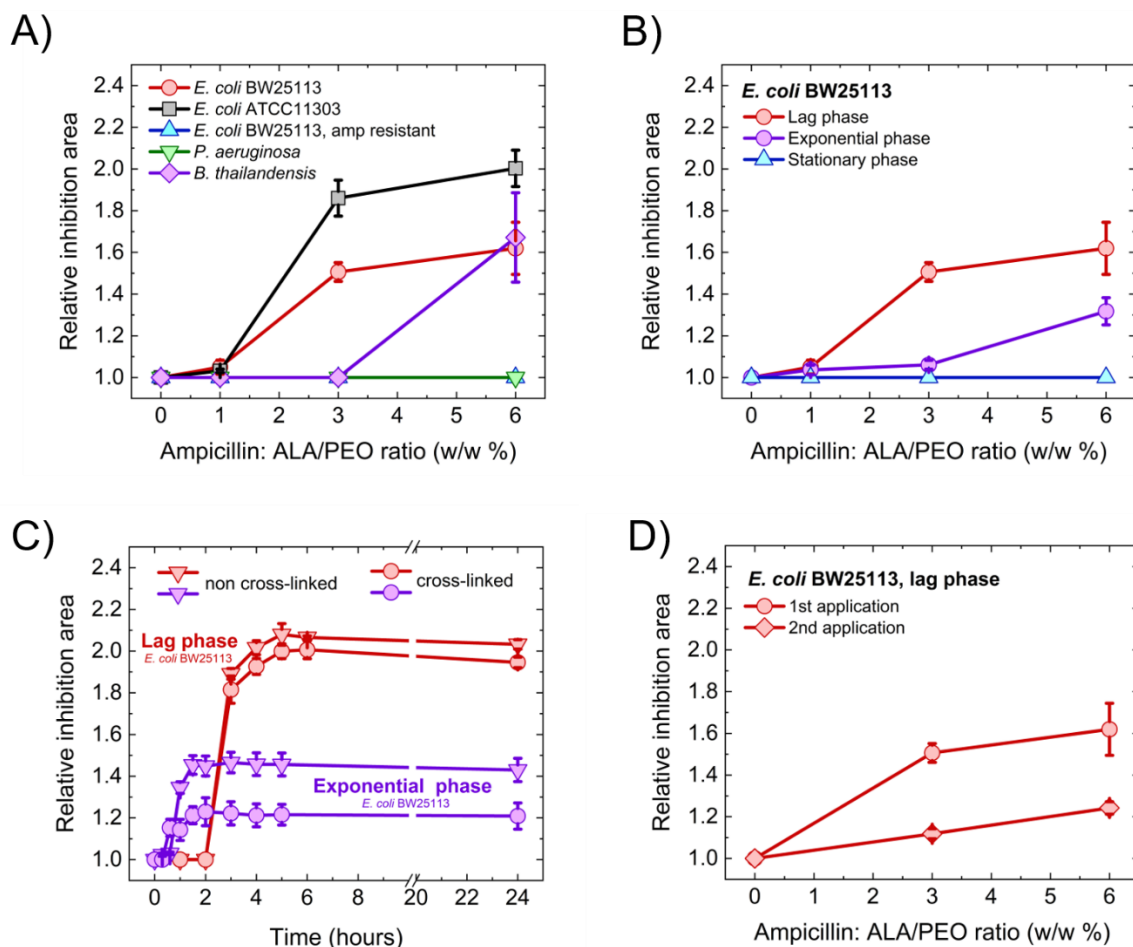 A)
Relative inhibition area
2.4
2.2
2.0
1.8
1.6
1.4
1.2
1.0
E. coli BW25113
E. coli ATCC11303
E. coli BW25113, amp resistant
P. aeruginosa
B. thailandensis
0 1 2 3 4 5 6
Ampicillin: ALA/PEO ratio (w/w %)
B)
Relative inhibition area
2.4
2.2
2.0
1.8
1.6
1.4
1.2
1.0
E. coli BW25113
Lag phase
Exponential phase
Stationary phase
0 1 2 3 4 5 6
Ampicillin: ALA/PEO ratio (w/w %)
C)
Relative inhibition area
2.4
2.2
2.0
1.8
1.6
1.4
1.2
1.0
non cross-linked
cross-linked
Lag phase
E. coli BW25113
Exponential phase
E. coli BW25113
0 2 4 6 8 10 20 22 24
Time (hours)
D)
Relative inhibition area
2.4
2.2
2.0
1.8
1.6
1.4
1.2
1.0
E. coli BW25113, lag phase
1st application
2nd application
0 1 2 3 4 5 6
Ampicillin: ALA/PEO ratio (w/w %)